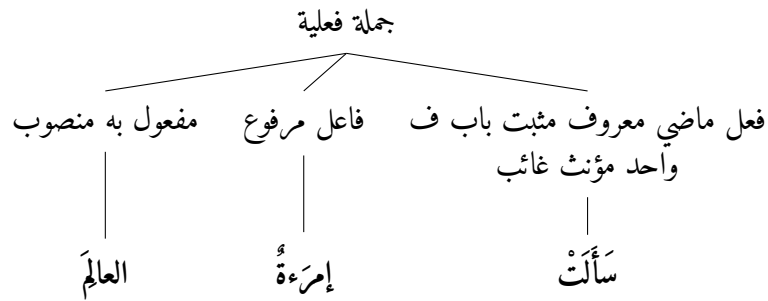 جملة فعلية
فعل ماضي معروف مثبت باب ف فاعل مرفوع مفعول به منصوب
واحد مؤنث غائب
سَأَلَتْ إمرَءةٌ العالِمَ